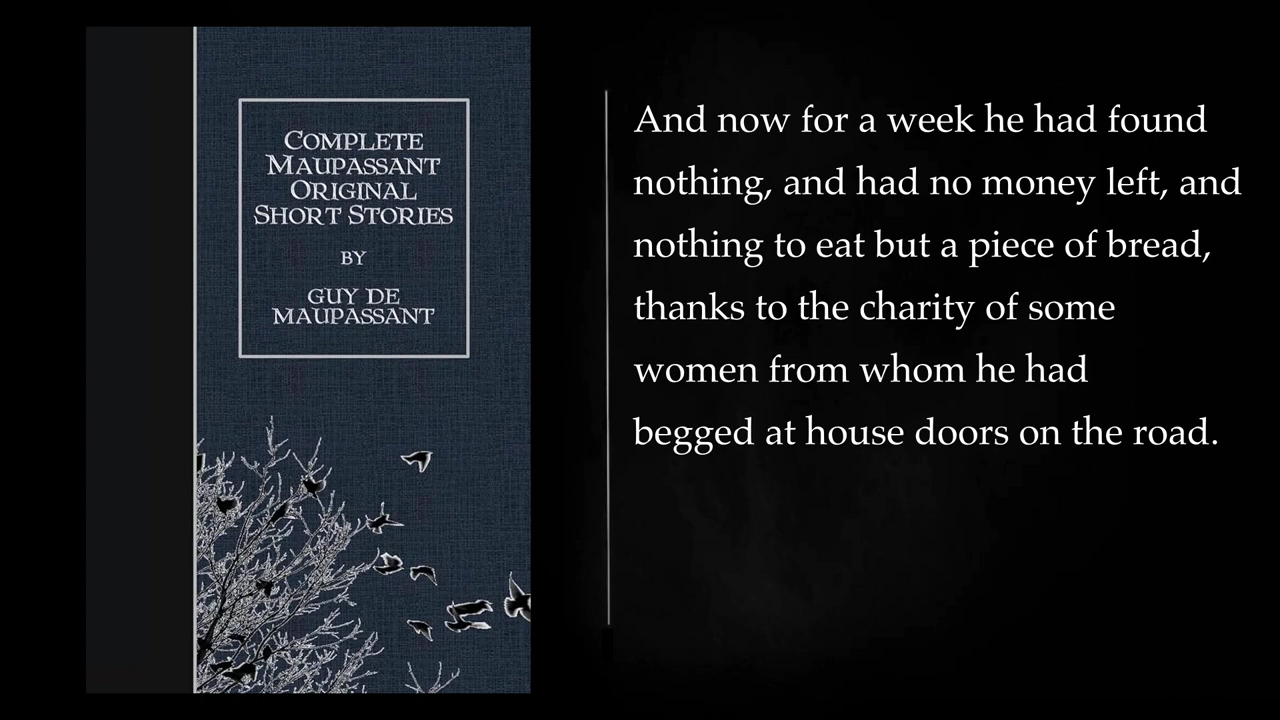 COMPLETE
MAUPASSANT
ORIGINAL
SHORT STORIES
BY
GUY DE
MAUPASSANT
And now for a week he had found
nothing, and had no money left, and
nothing to eat but a piece of bread,
thanks to the charity of some
women from whom he had
begged at house doors on the road.